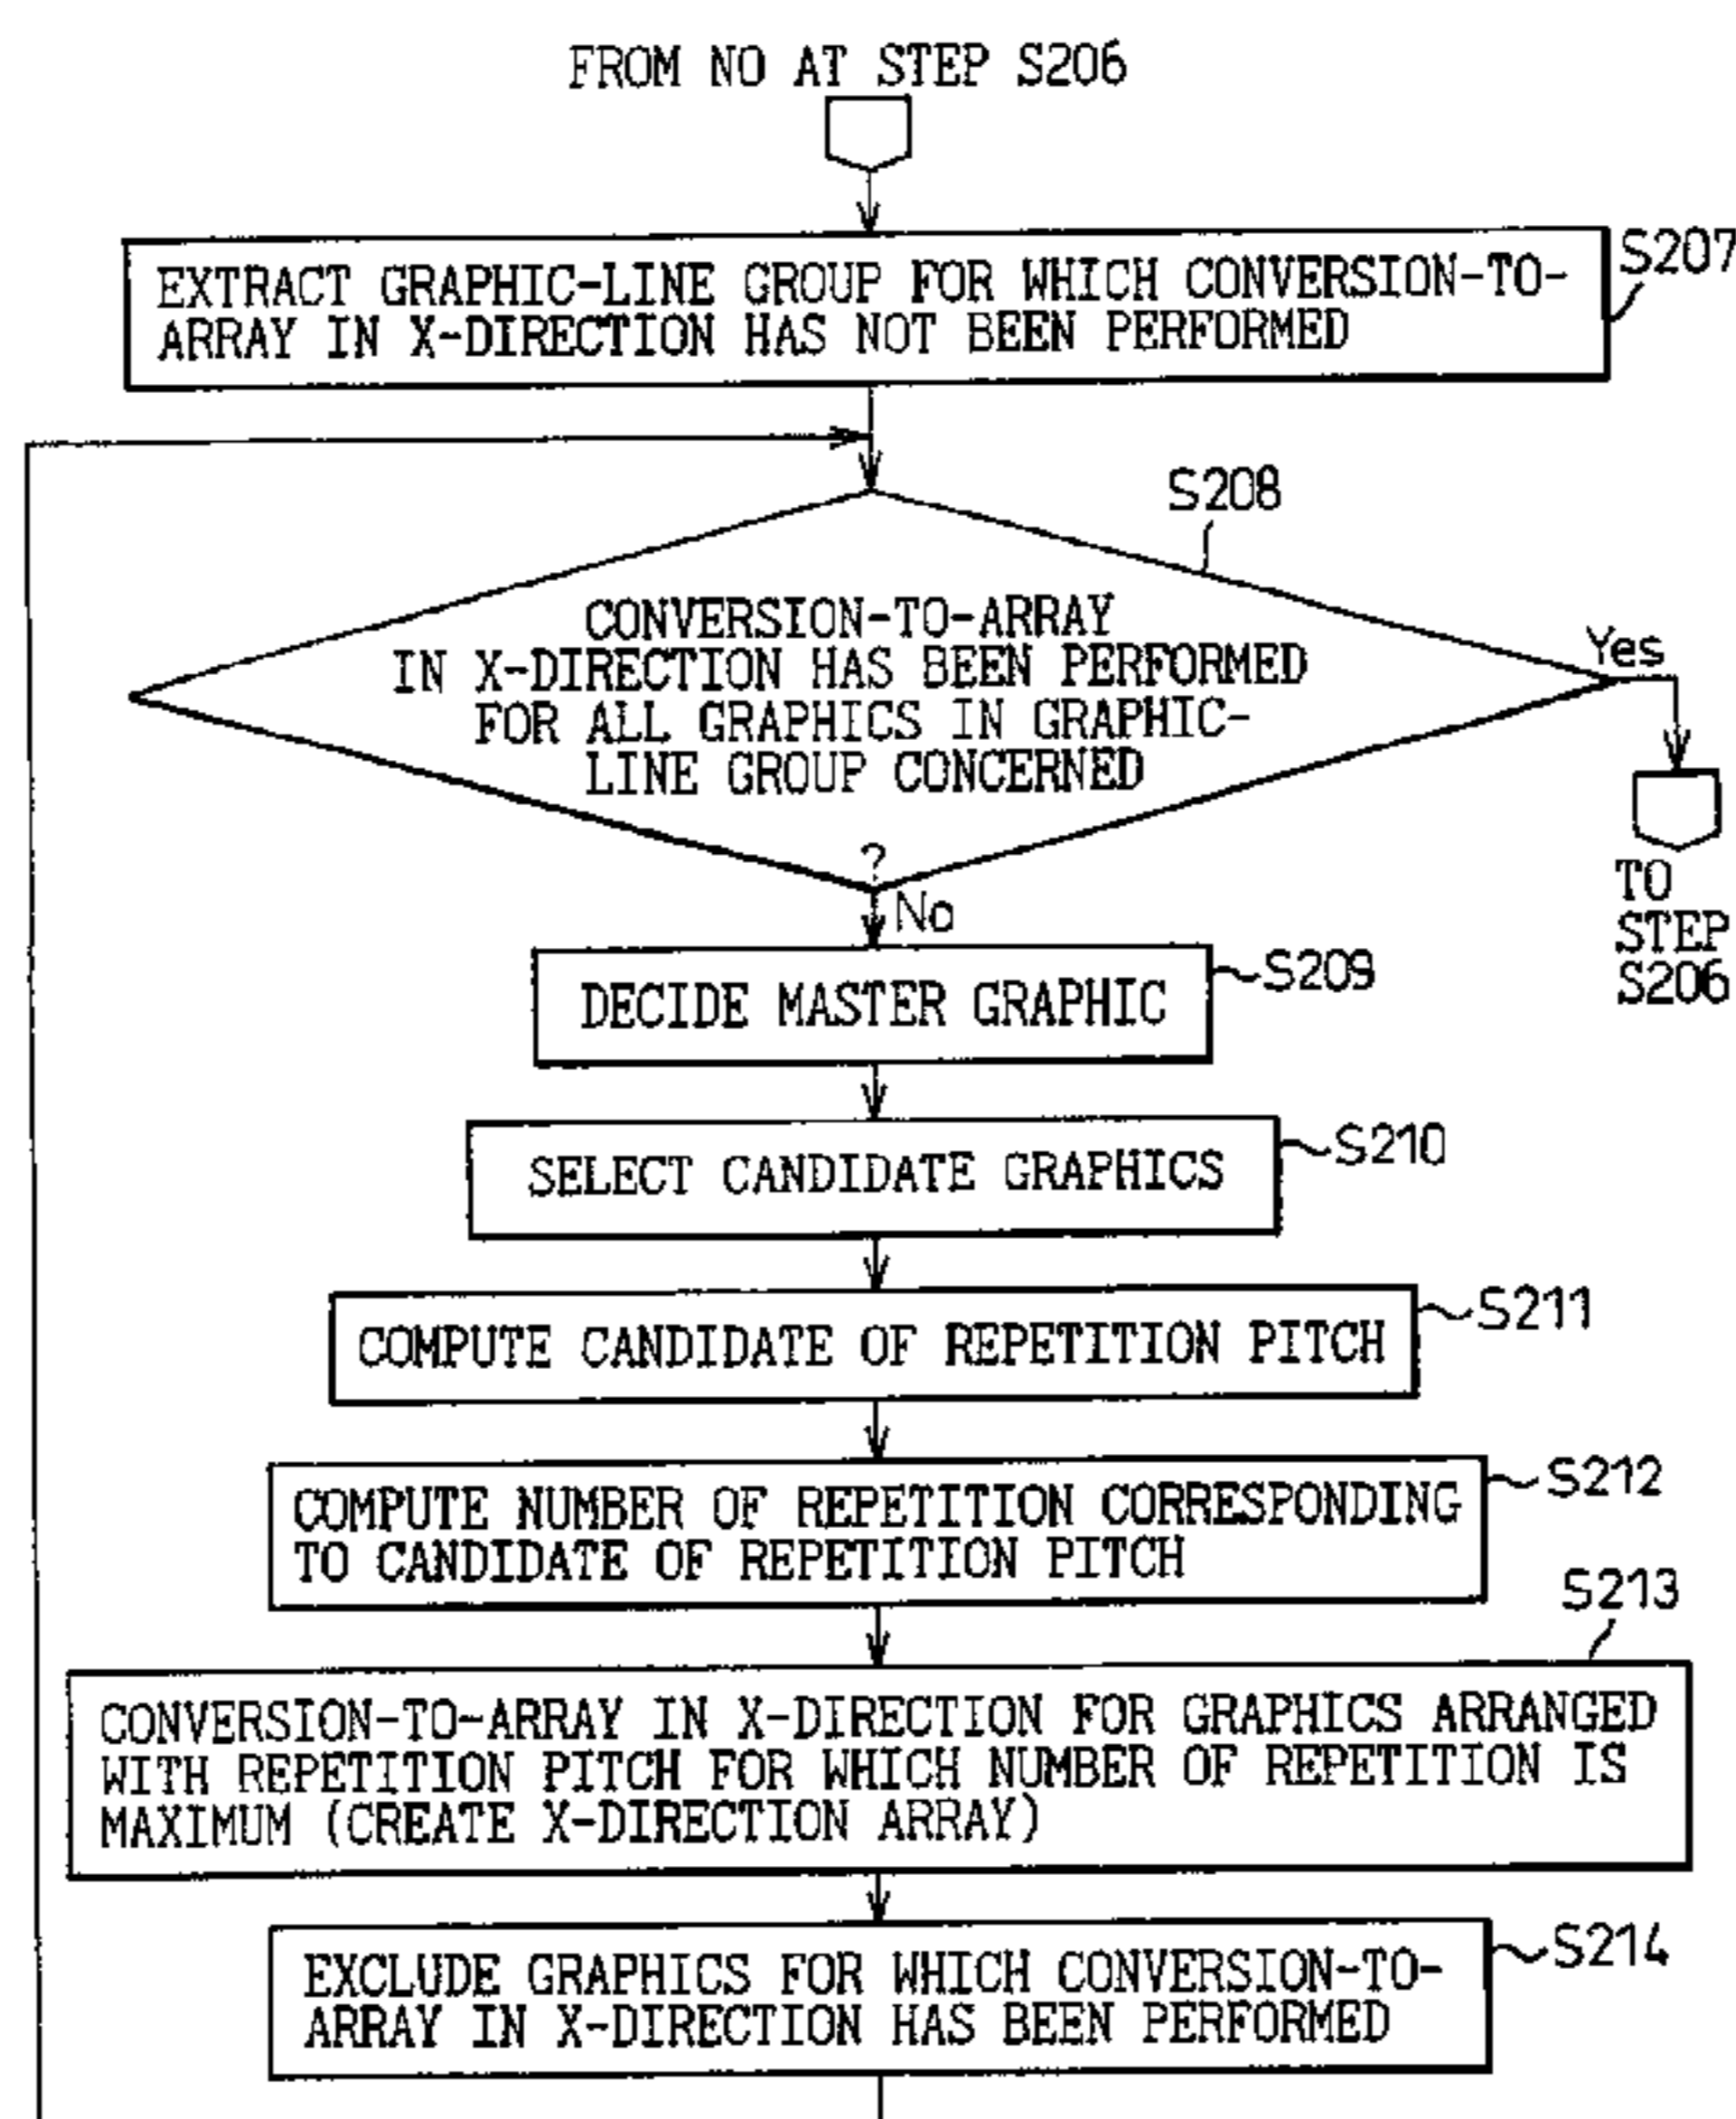 FROM NO AT STEP S206
EXTRACT GRAPHIC-LINE GROUP FOR WHICH CONVERSION-TO-
ARRAY IN X-DIRECTION HAS NOT BEEN PERFORMED
S207
S208
CONVERSION-TO-ARRAY
IN X-DIRECTION HAS BEEN PERFORMED
FOR ALL GRAPHICS IN GRAPHIC-
LINE GROUP CONCERNED
?
Yes
TO
STEP
S206
No
DECIDE MASTER GRAPHIC
S209
SELECT CANDIDATE GRAPHICS
S210
COMPUTE CANDIDATE OF REPETITION PITCH
S211
COMPUTE NUMBER OF REPETITION CORRESPONDING
TO CANDIDATE OF REPETITION PITCH
S212
S213
CONVERSION-TO-ARRAY IN X-DIRECTION FOR GRAPHICS ARRANGED
WITH REPETITION PITCH FOR WHICH NUMBER OF REPETITION IS
MAXIMUM (CREATE X-DIRECTION ARRAY)
EXCLUDE GRAPHICS FOR WHICH CONVERSION-TO-
ARRAY IN X-DIRECTION HAS BEEN PERFORMED
S214